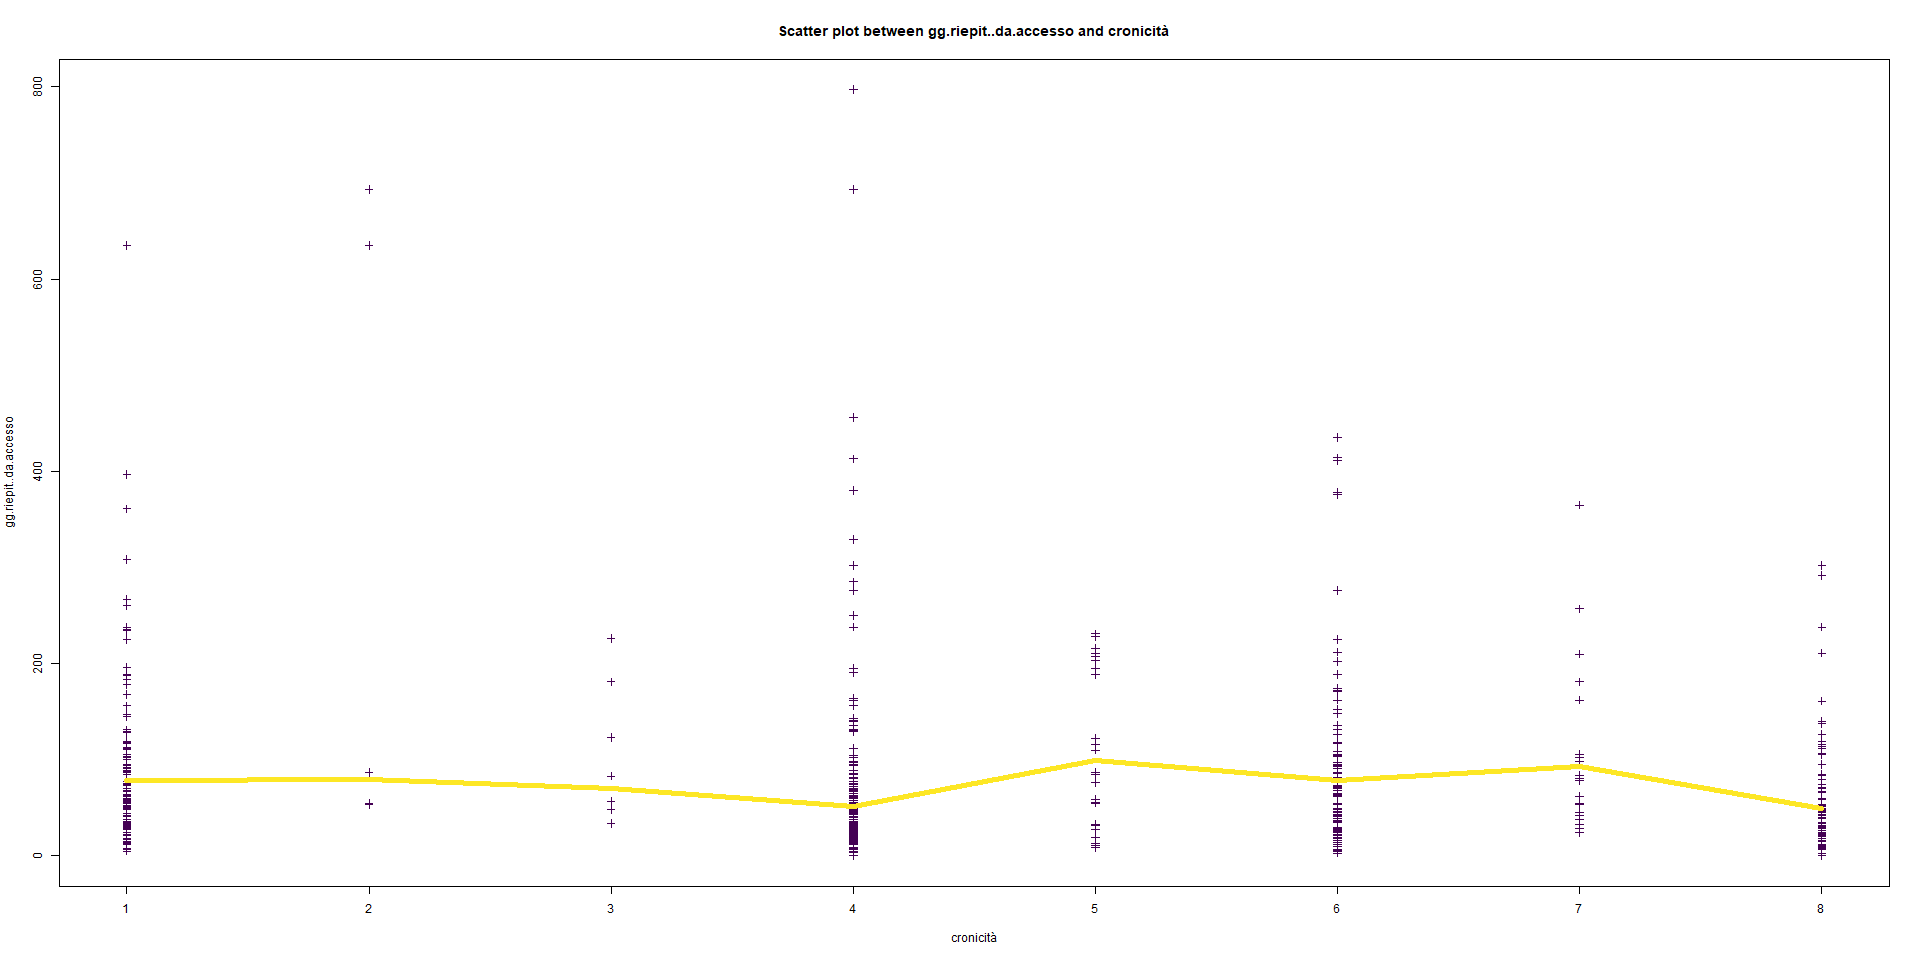 Scatter plot between gg.riepit..da.accesso and cronicità
800
600
400
200
0
gg.riepit..da.accesso
1 2 3 4 5 6 7 8
cronicità